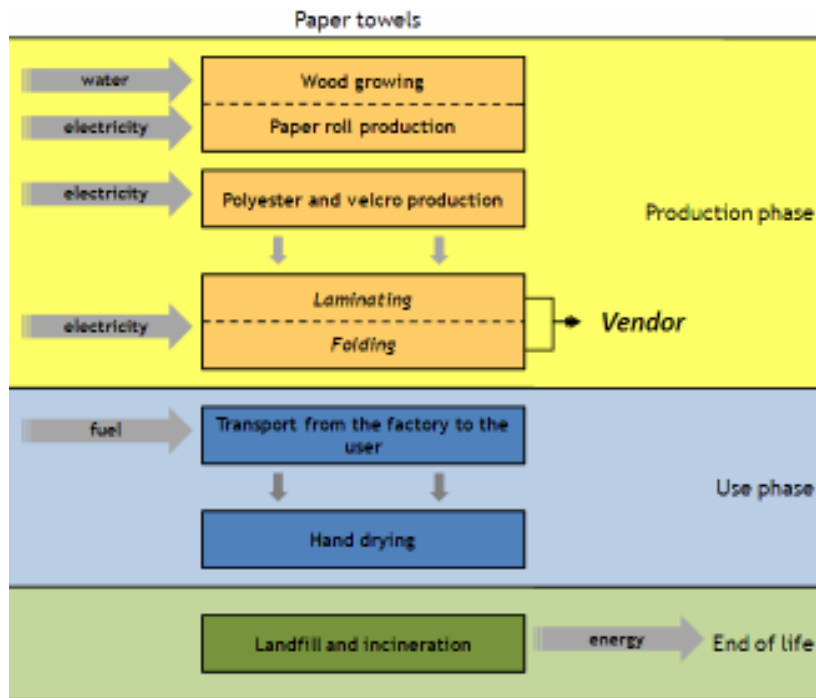 Paper towels
water
Wood growing
electricity
Paper roll production
electricity
Polyester and velcro production
Production phase
Laminating
electricity
Folding
Vendor
fuel
Transport from the factory to the
user
Use phase
Hand drying
Landfill and incineration
energy
End of life